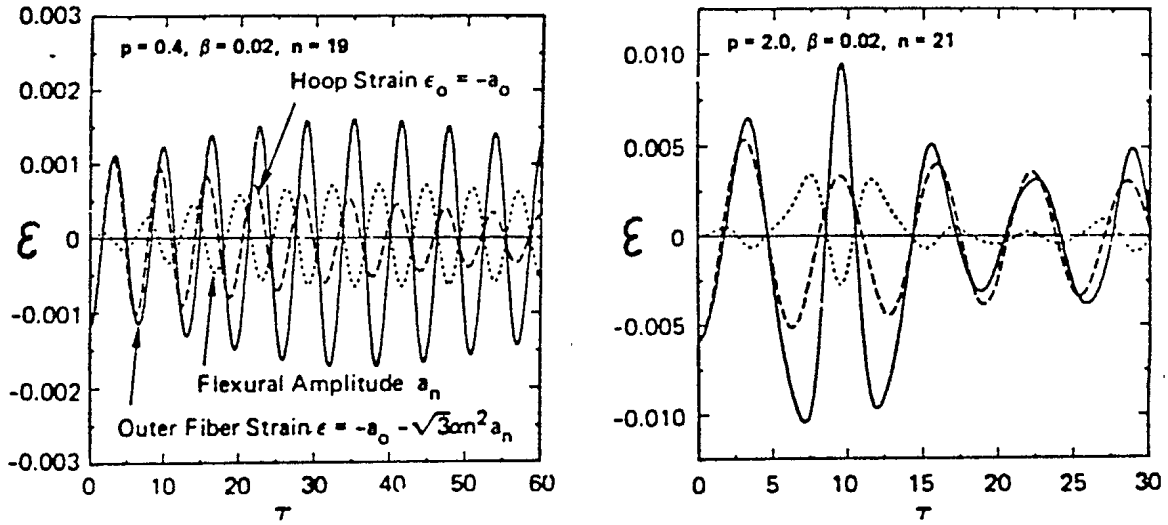 0.003
0.002
0.001
0
-0.001
-0.002
-0.003
ℰ
p = 0.4, β = 0.02, n = 19
Hoop Strain ϵ₀ = -a₀
Flexural Amplitude aₙ
Outer Fiber Strain ϵ = -a₀ - √3αn²aₙ
0 10 20 30 40 50 60
τ
0.010
0.005
0
-0.005
-0.010
ℰ
p = 2.0, β = 0.02, n = 21
0 5 10 15 20 25 30
τ